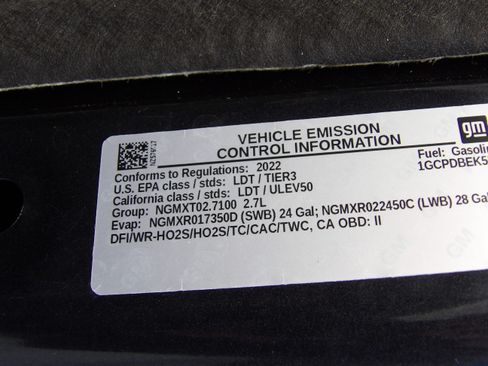 VEHICLE EMISSION
CONTROL INFORMATION
gm
Fuel: Gasolin
1GCPDBEK5
Conforms to Regulations: 2022
U.S. EPA class / stds: LDT / TIER3
California class / stds: LDT / ULEV50
Group: NGMXT02.7100 2.7L
Evap: NGMXR017350D (SWB) 24 Gal; NGMXR022450C (LWB) 28 Gal
DFI/WR-HO2S/HO2S/TC/CAC/TWC, CA OBD: II